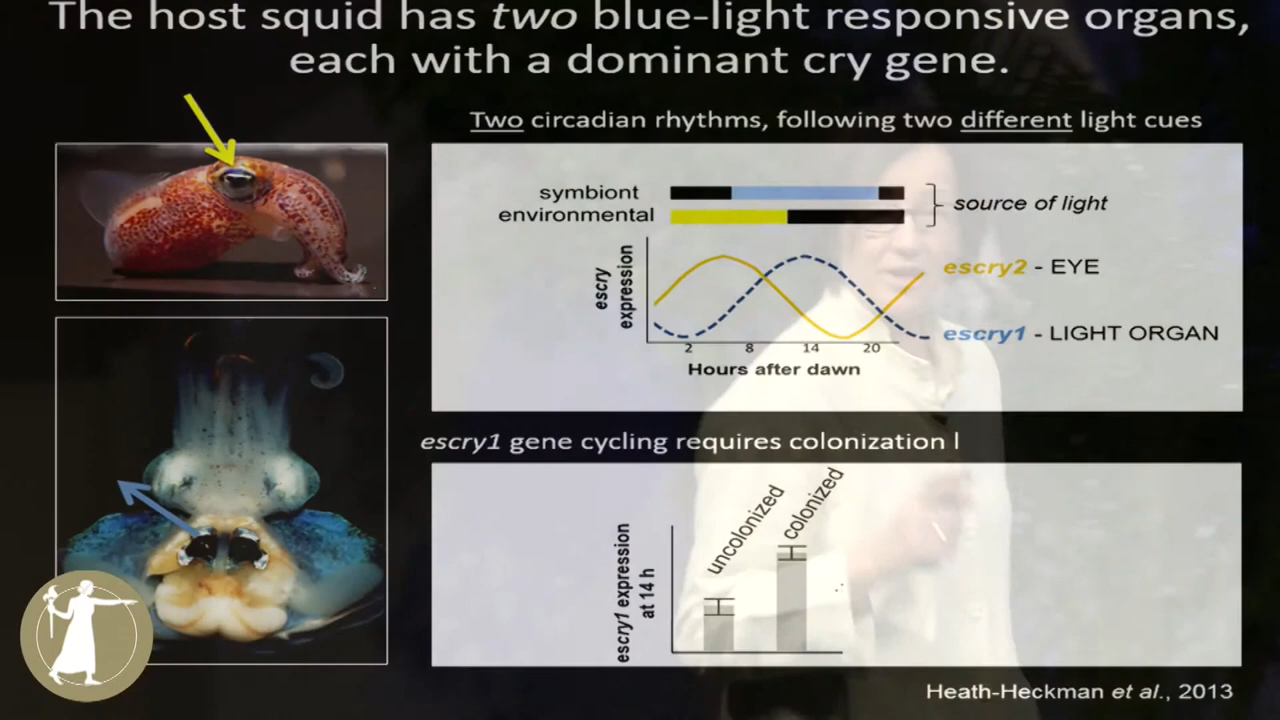 The host squid has two blue-light responsive organs,
each with a dominant cry gene.
Two circadian rhythms, following two different light cues
symbiont
environmental
source of light
escry expression
escry2 - EYE
escry1 - LIGHT ORGAN
2 8 14 20
Hours after dawn
escry1 gene cycling requires colonization
uncolonized
colonized
escry1 expression
at 14 h
Heath-Heckman et al., 2013